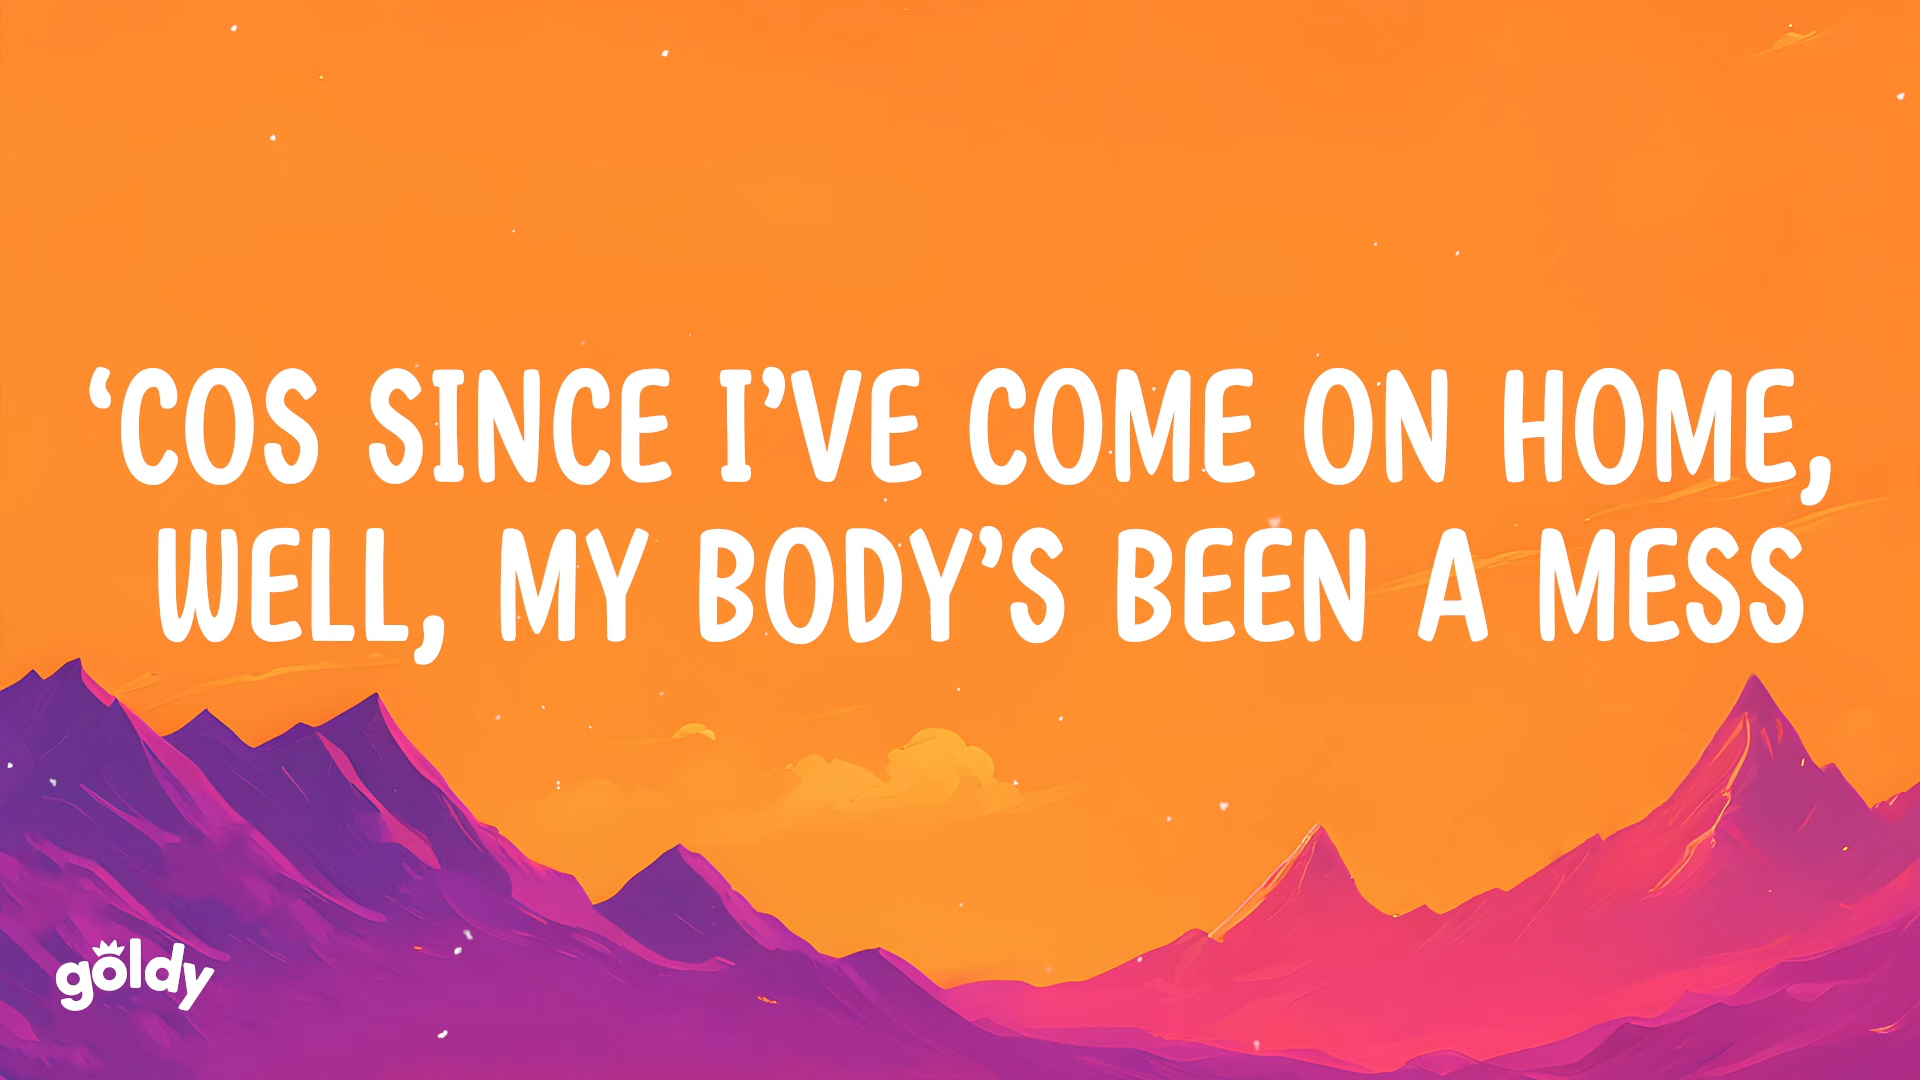 ‘COS SINCE I’VE COME ON HOME,
WELL, MY BODY’S BEEN A MESS
goldy